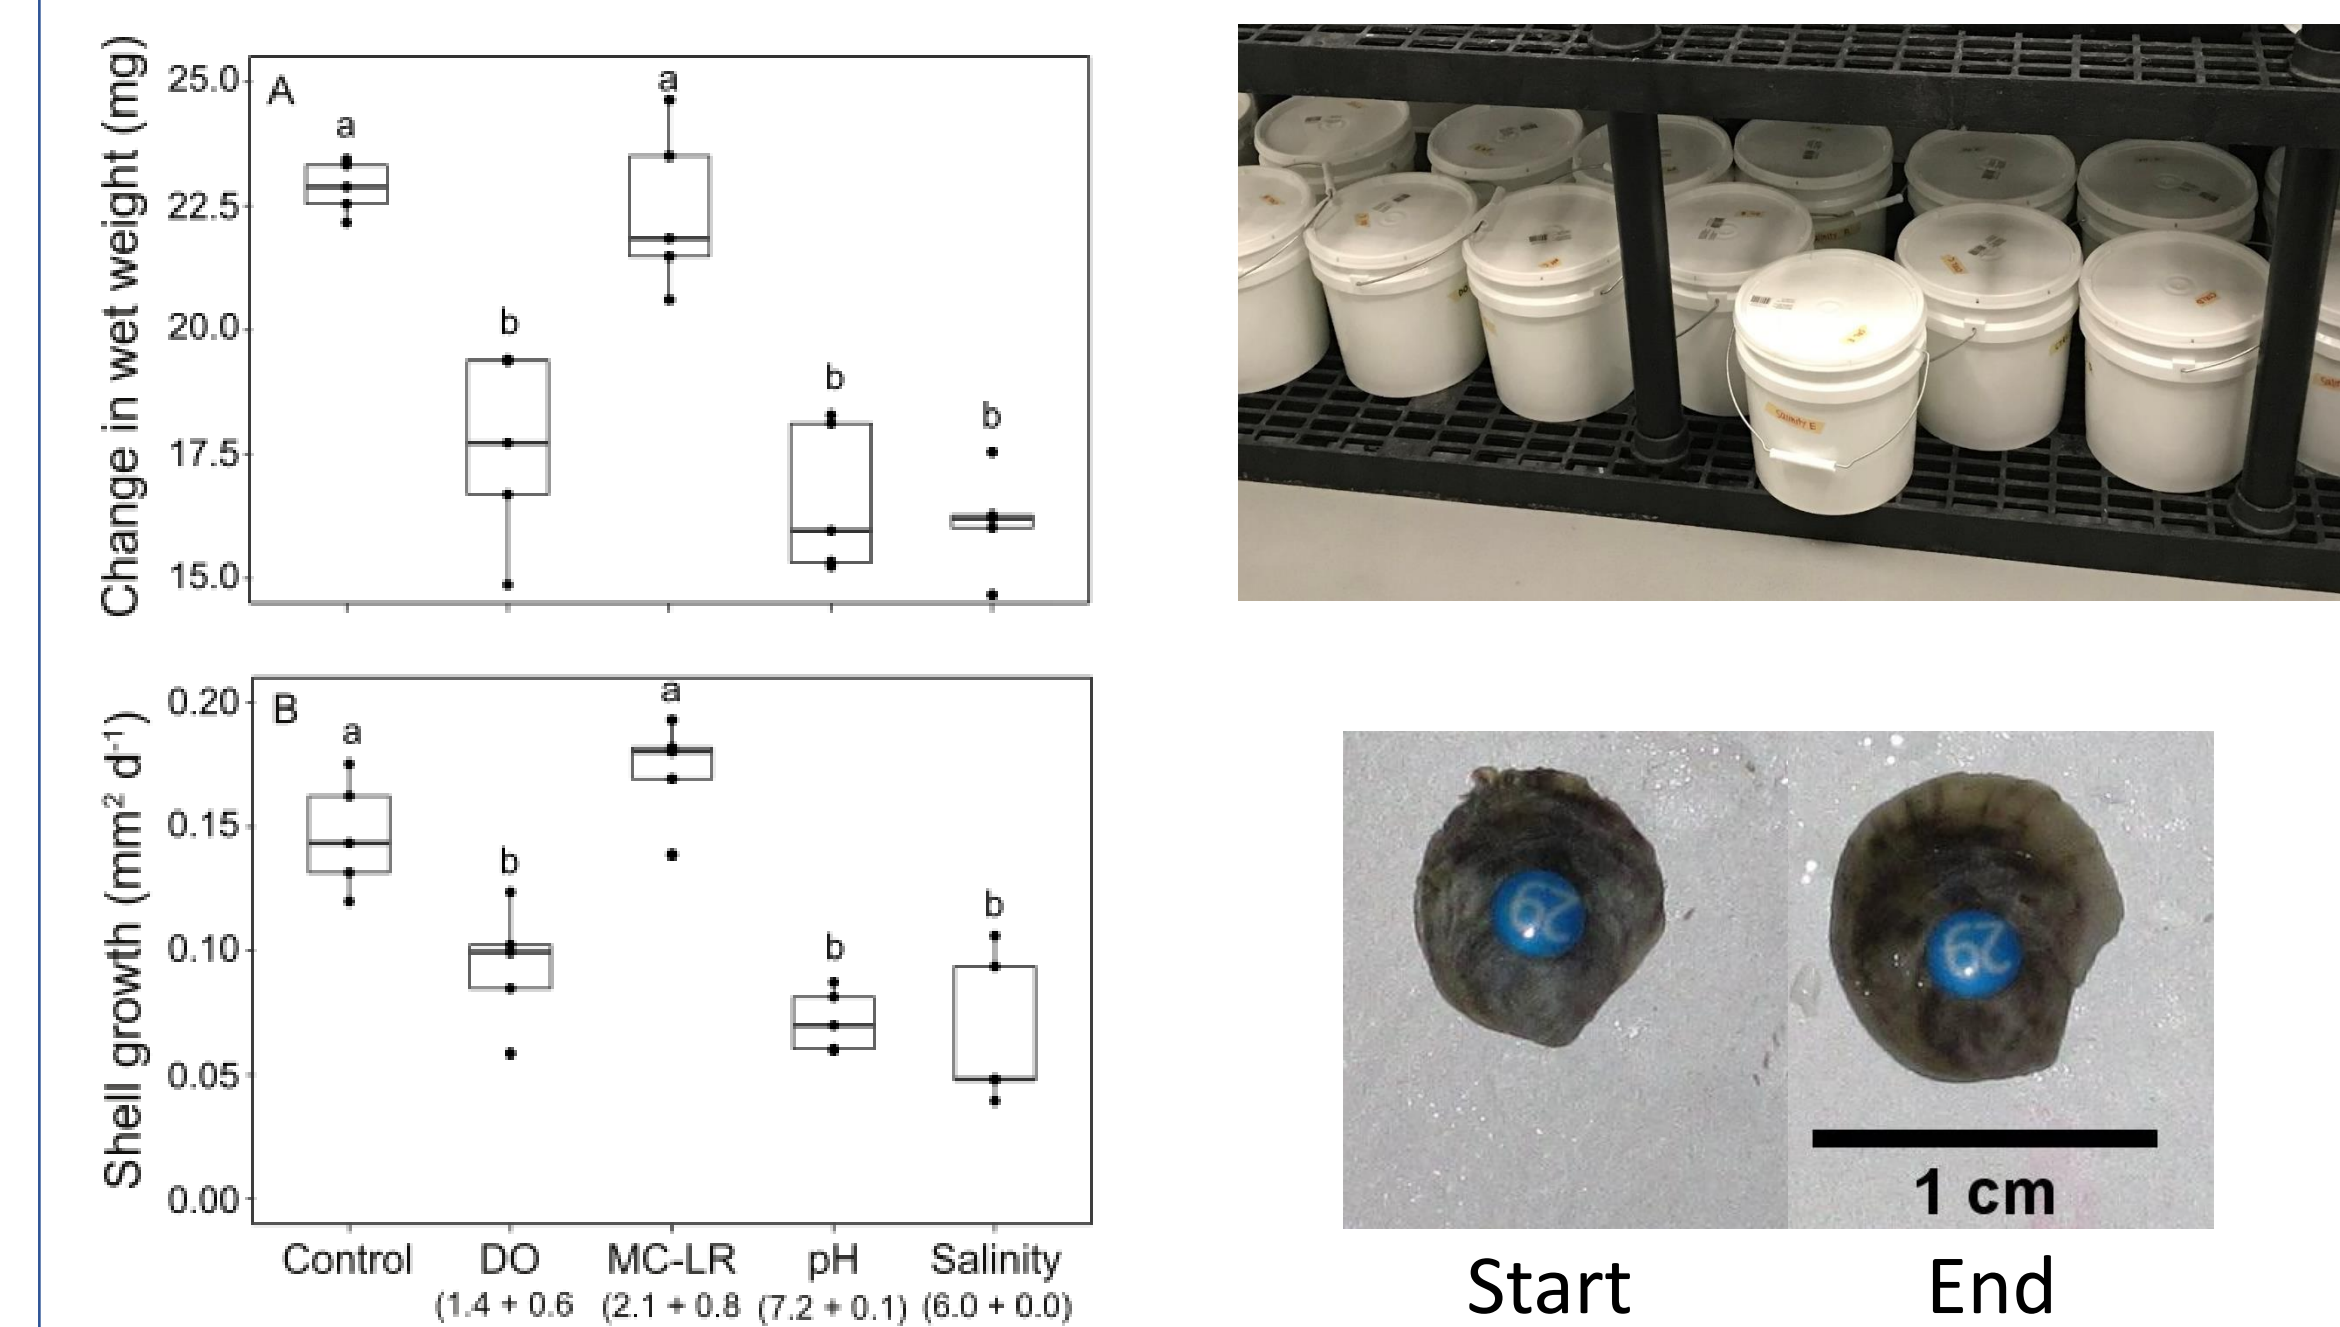 A
Change in wet weight (mg)
25.0
22.5
20.0
17.5
15.0
a
b
a
b
b
B
Shell growth (mm² d⁻¹)
0.20
0.15
0.10
0.05
0.00
a
b
a
b
b
Control DO MC-LR pH Salinity
(1.4 + 0.6 (2.1 + 0.8 (7.2 + 0.1) (6.0 + 0.0)
Salinity E
29
29
1 cm
Start End